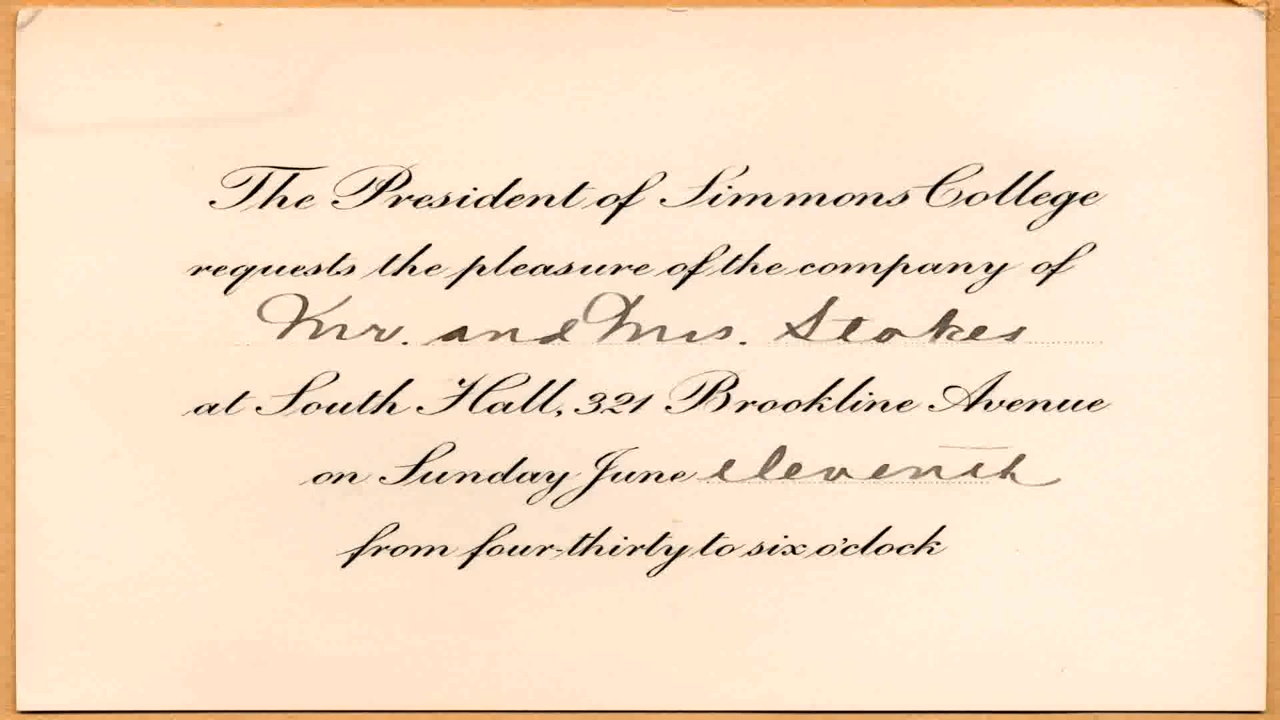 The President of Simmons College
requests the pleasure of the company of
Mr. and Mrs. Stokes
at South Hall, 321 Brookline Avenue
on Sunday June eleventh
from four-thirty to six o'clock